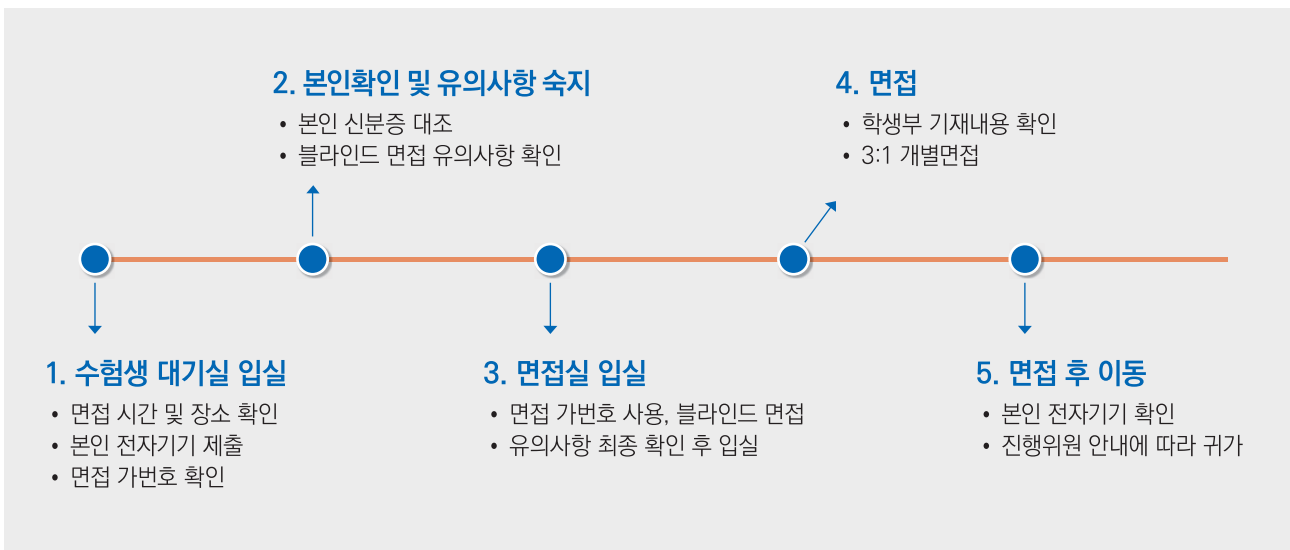 1. 수험생 대기실 입실
• 면접 시간 및 장소 확인
• 본인 전자기기 제출
• 면접 가번호 확인
2. 본인확인 및 유의사항 숙지
• 본인 신분증 대조
• 블라인드 면접 유의사항 확인
3. 면접실 입실
• 면접 가번호 사용, 블라인드 면접
• 유의사항 최종 확인 후 입실
4. 면접
• 학생부 기재내용 확인
• 3:1 개별면접
5. 면접 후 이동
• 본인 전자기기 확인
• 진행위원 안내에 따라 귀가